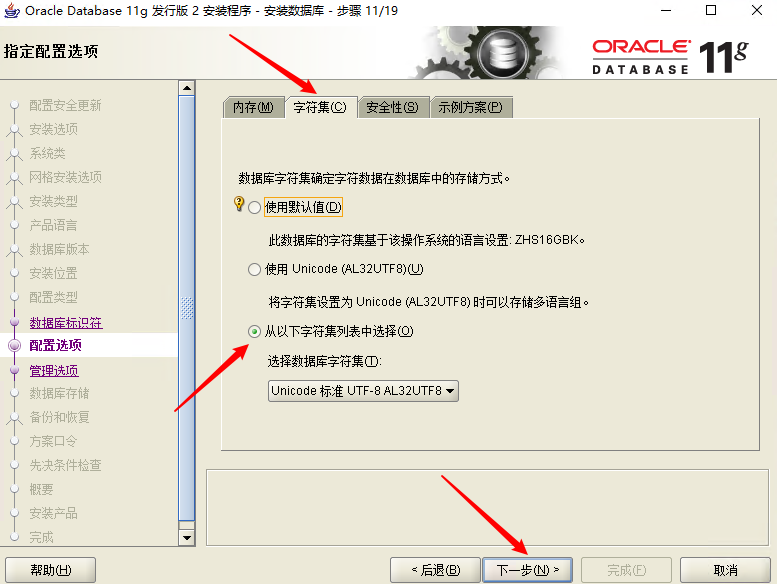 Oracle Database 11g 发行版 2 安装程序 - 安装数据库 - 步骤 11/19
指定配置选项
ORACLE
DATABASE
11g
配置安全更新
安装选项
系统类
网格安装选项
安装类型
产品语言
数据库版本
安装位置
配置类型
数据库标识符
配置选项
管理选项
数据库存储
备份和恢复
方案口令
先决条件检查
概要
安装产品
完成
内存(M) 字符集(C) 安全性(S) 示例方案(P)
数据库字符集确定字符数据在数据库中的存储方式。
使用默认值(D)
此数据库的字符集基于该操作系统的语言设置: ZHS16GBK。
使用 Unicode (AL32UTF8)(U)
将字符集设置为 Unicode (AL32UTF8) 时可以存储多语言组。
从以下字符集列表中选择(O)
选择数据库字符集(T):
Unicode 标准 UTF-8 AL32UTF8
帮助(H) < 后退(B) 下一步(N) > 完成(F) 取消